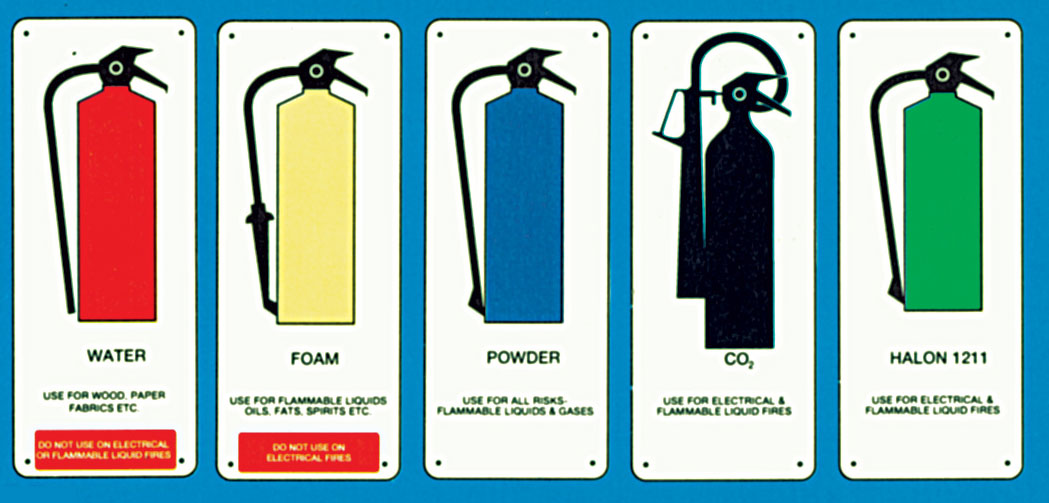 WATER
USE FOR WOOD, PAPER
FABRICS ETC.
DO NOT USE ON ELECTRICAL
OR FLAMMABLE LIQUID FIRES
FOAM
USE FOR FLAMMABLE LIQUIDS
OILS, FATS, SPIRITS ETC.
DO NOT USE ON
ELECTRICAL FIRES
POWDER
USE FOR ALL RISKS-
FLAMMABLE LIQUIDS & GASES
CO₂
USE FOR ELECTRICAL &
FLAMMABLE LIQUID FIRES
HALON 1211
USE FOR ELECTRICAL &
FLAMMABLE LIQUID FIRES